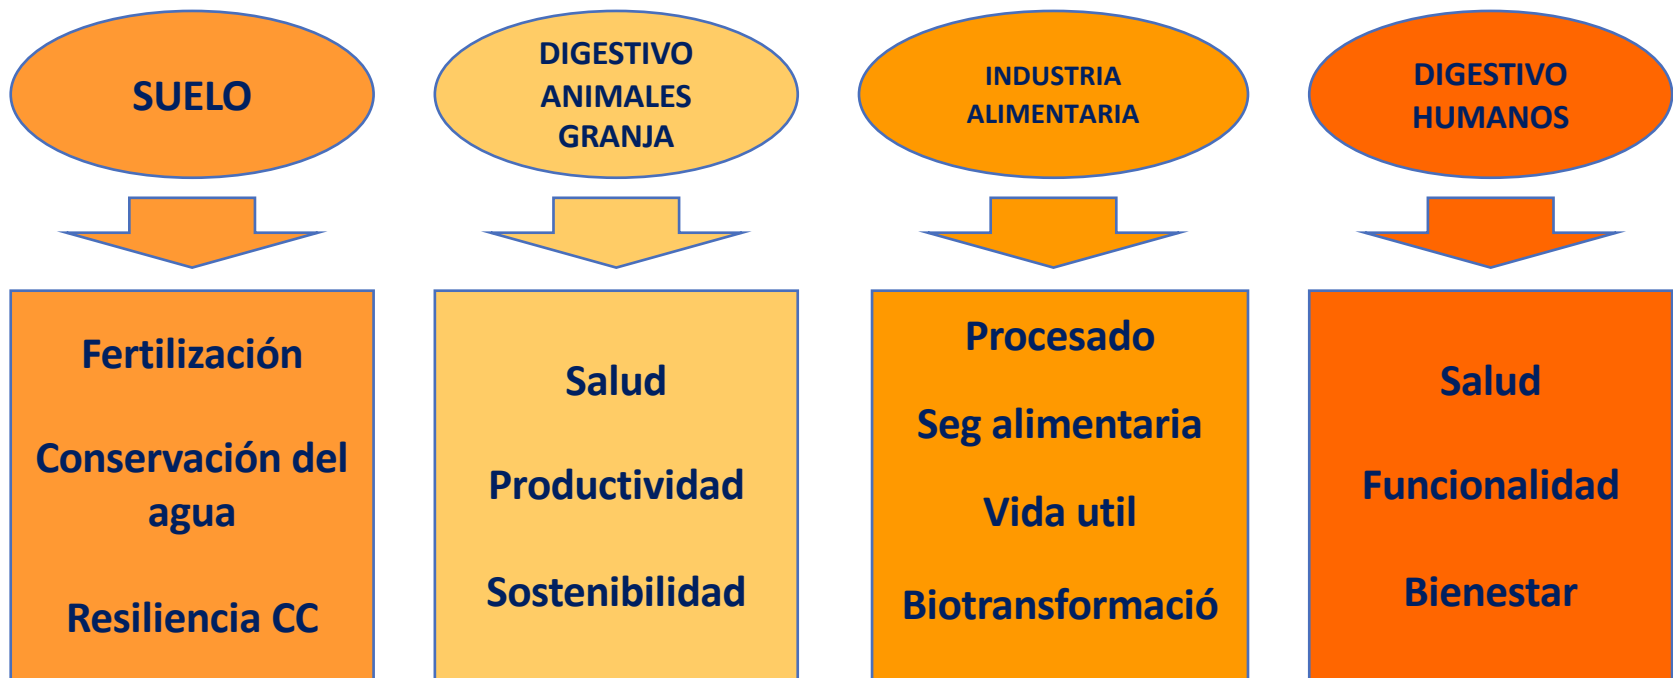 SUELO
DIGESTIVO
ANIMALES
GRANJA
INDUSTRIA
ALIMENTARIA
DIGESTIVO
HUMANOS
Fertilización
Conservación del
agua
Resiliencia CC
Salud
Productividad
Sostenibilidad
Procesado
Seg alimentaria
Vida util
Biotransformació
Salud
Funcionalidad
Bienestar